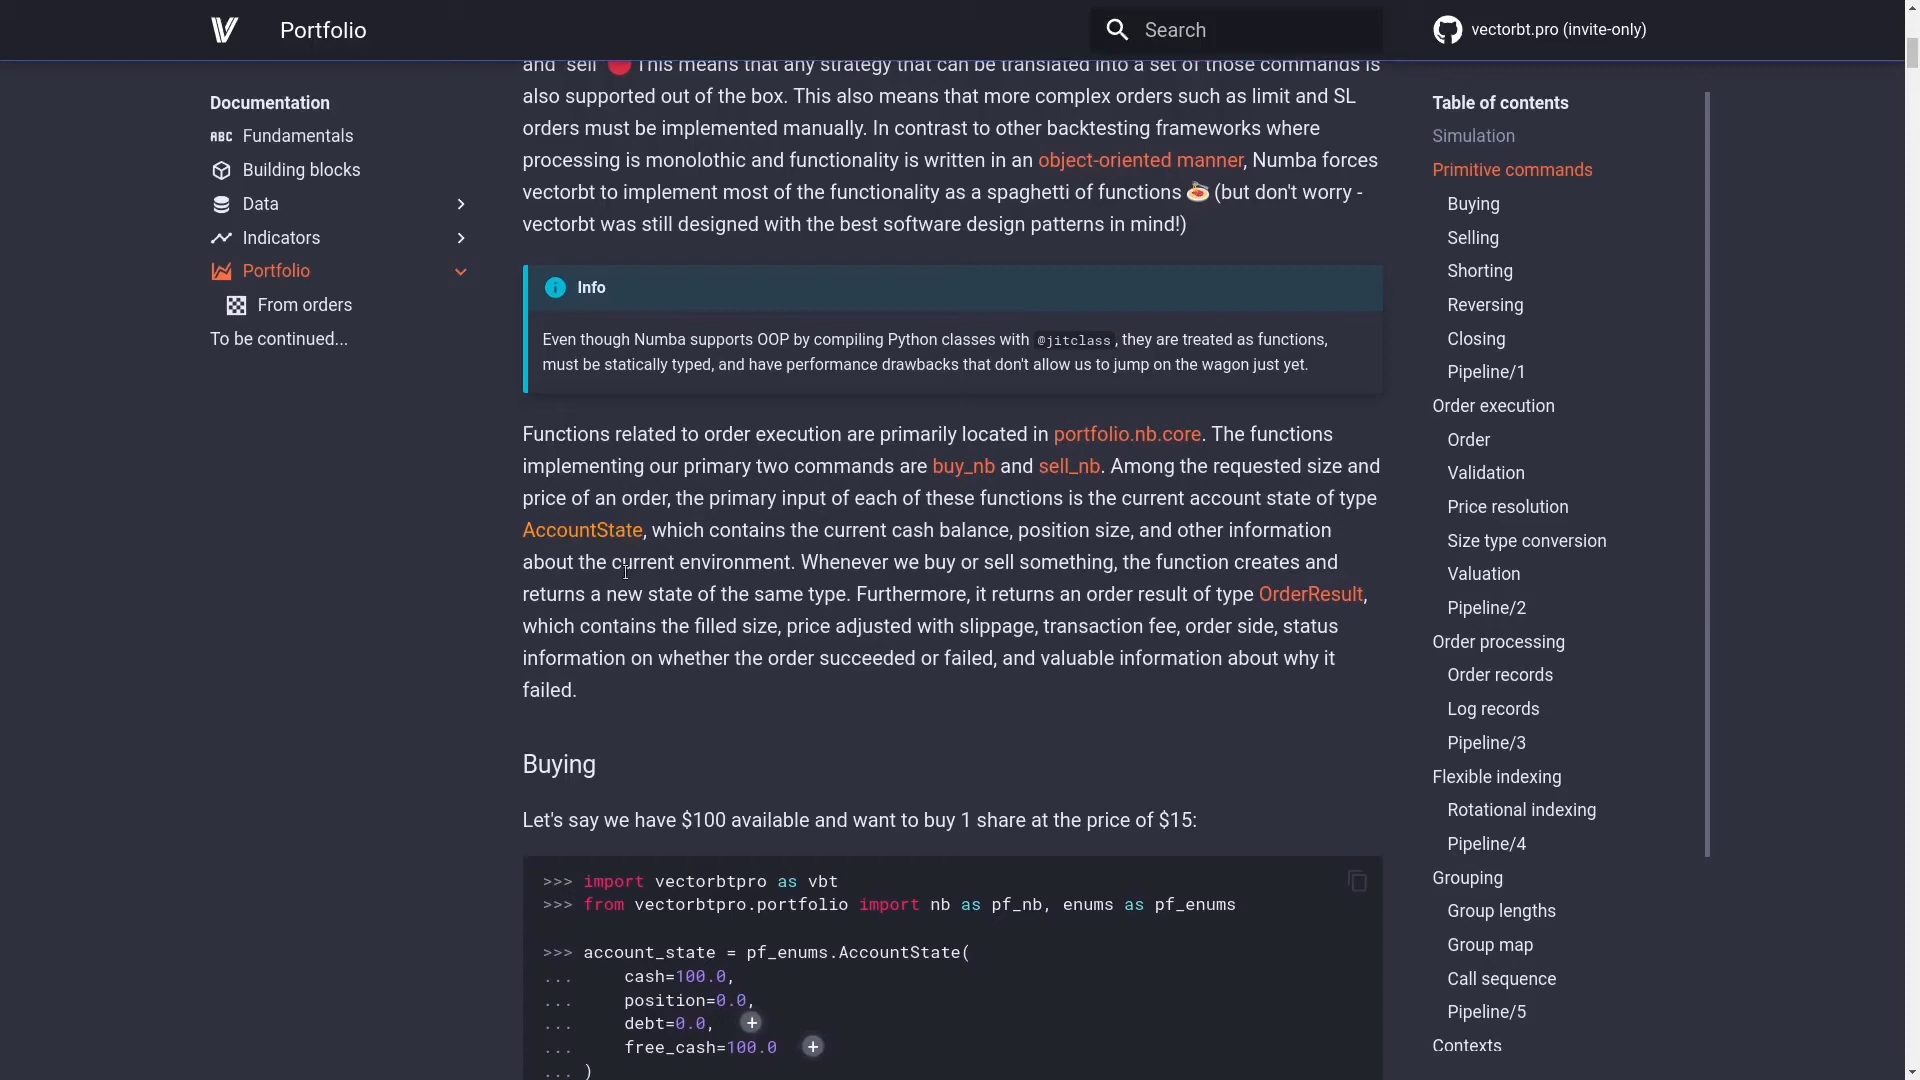 Portfolio
Search
vectorbt.pro (invite-only)
Documentation
Fundamentals
Building blocks
Data
Indicators
Portfolio
From orders
To be continued...
and "sell" This means that any strategy that can be translated into a set of those commands is
also supported out of the box. This also means that more complex orders such as limit and SL
orders must be implemented manually. In contrast to other backtesting frameworks where
processing is monolothic and functionality is written in an object-oriented manner, Numba forces
vectorbt to implement most of the functionality as a spaghetti of functions (but don't worry -
vectorbt was still designed with the best software design patterns in mind!)
Info
Even though Numba supports OOP by compiling Python classes with @jitclass, they are treated as functions,
must be statically typed, and have performance drawbacks that don't allow us to jump on the wagon just yet.
Functions related to order execution are primarily located in portfolio.nb.core. The functions
implementing our primary two commands are buy_nb and sell_nb. Among the requested size and
price of an order, the primary input of each of these functions is the current account state of type
AccountState, which contains the current cash balance, position size, and other information
about the current environment. Whenever we buy or sell something, the function creates and
returns a new state of the same type. Furthermore, it returns an order result of type OrderResult,
which contains the filled size, price adjusted with slippage, transaction fee, order side, status
information on whether the order succeeded or failed, and valuable information about why it
failed.
Buying
Let's say we have $100 available and want to buy 1 share at the price of $15:
>>> import vectorbtpro as vbt
>>> from vectorbtpro.portfolio import nb as pf_nb, enums as pf_enums
>>> account_state = pf_enums.AccountState(
...     cash=100.0,
...     position=0.0,
...     debt=0.0,
...     free_cash=100.0
... )
Table of contents
Simulation
Primitive commands
Buying
Selling
Shorting
Reversing
Closing
Pipeline/1
Order execution
Order
Validation
Price resolution
Size type conversion
Valuation
Pipeline/2
Order processing
Order records
Log records
Pipeline/3
Flexible indexing
Rotational indexing
Pipeline/4
Grouping
Group lengths
Group map
Call sequence
Pipeline/5
Contexts